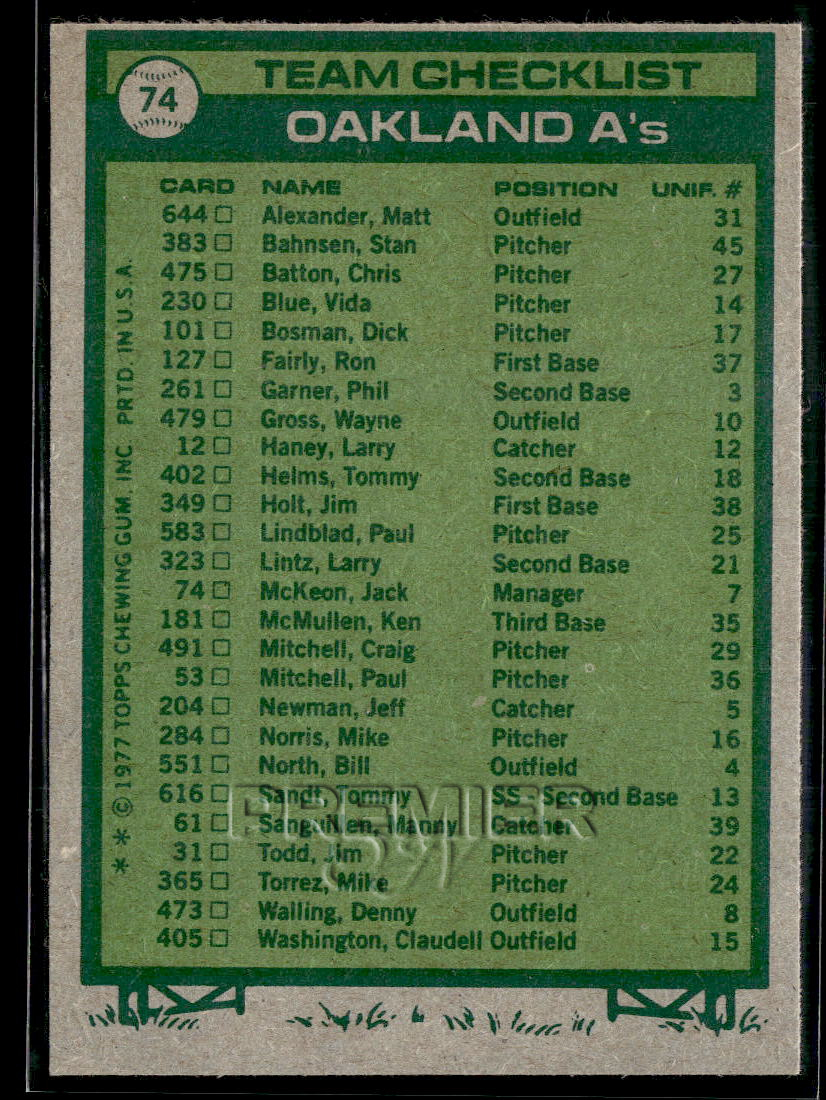 74
TEAM CHECKLIST
OAKLAND A's
CARD NAME POSITION UNIF. #
644 □ Alexander, Matt Outfield 31
383 □ Bahnsen, Stan Pitcher 45
475 □ Batton, Chris Pitcher 27
230 □ Blue, Vida Pitcher 14
101 □ Bosman, Dick Pitcher 17
127 □ Fairly, Ron First Base 37
261 □ Garner, Phil Second Base 3
479 □ Gross, Wayne Outfield 10
12 □ Haney, Larry Catcher 12
402 □ Helms, Tommy Second Base 18
349 □ Holt, Jim First Base 38
583 □ Lindblad, Paul Pitcher 25
323 □ Lintz, Larry Second Base 21
74 □ McKeon, Jack Manager 7
181 □ McMullen, Ken Third Base 35
491 □ Mitchell, Craig Pitcher 29
53 □ Mitchell, Paul Pitcher 36
204 □ Newman, Jeff Catcher 5
284 □ Norris, Mike Pitcher 16
551 □ North, Bill Outfield 4
616 □ Sandt, Tommy SS, Second Base 13
61 □ Sanguillen, Manny Catcher 39
31 □ Todd, Jim Pitcher 22
365 □ Torrez, Mike Pitcher 24
473 □ Walling, Denny Outfield 8
405 □ Washington, Claudell Outfield 15
* * © 1977 TOPPS CHEWING GUM, INC. PRTD. IN U.S.A.
PREMIER